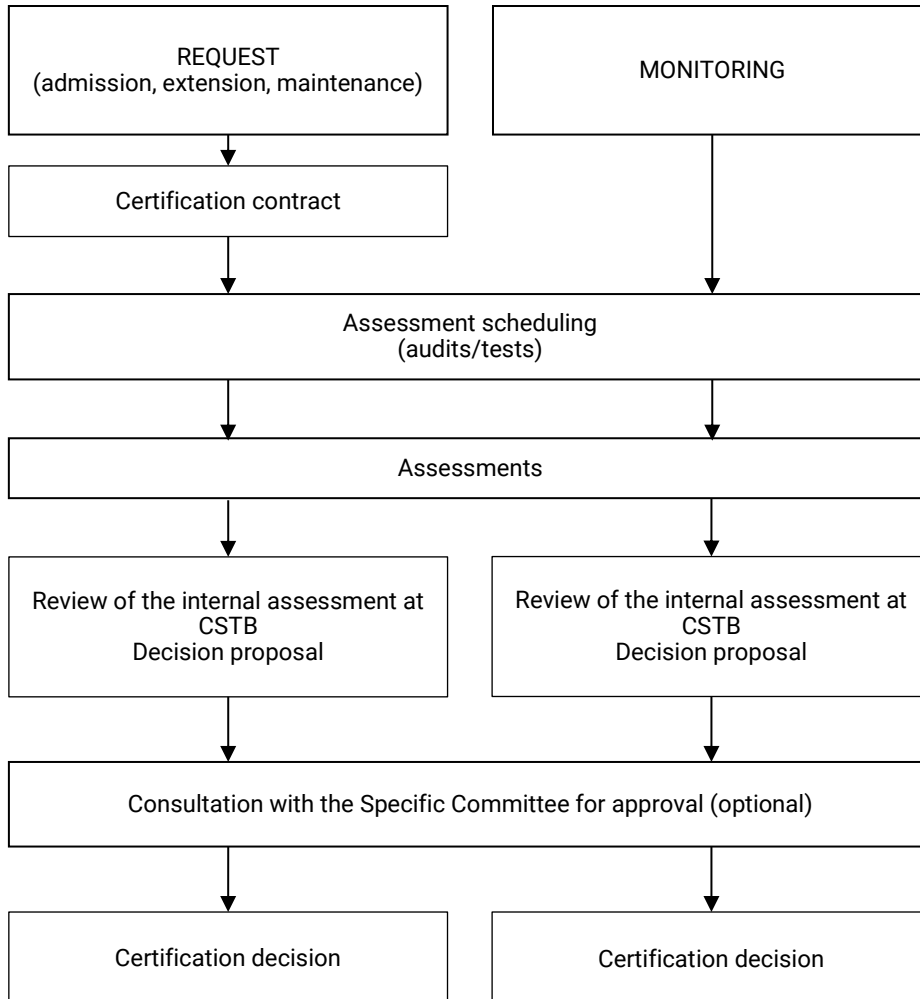 REQUEST
(admission, extension, maintenance)
MONITORING
Certification contract
Assessment scheduling
(audits/tests)
Assessments
Review of the internal assessment at
CSTB
Decision proposal
Review of the internal assessment at
CSTB
Decision proposal
Consultation with the Specific Committee for approval (optional)
Certification decision
Certification decision